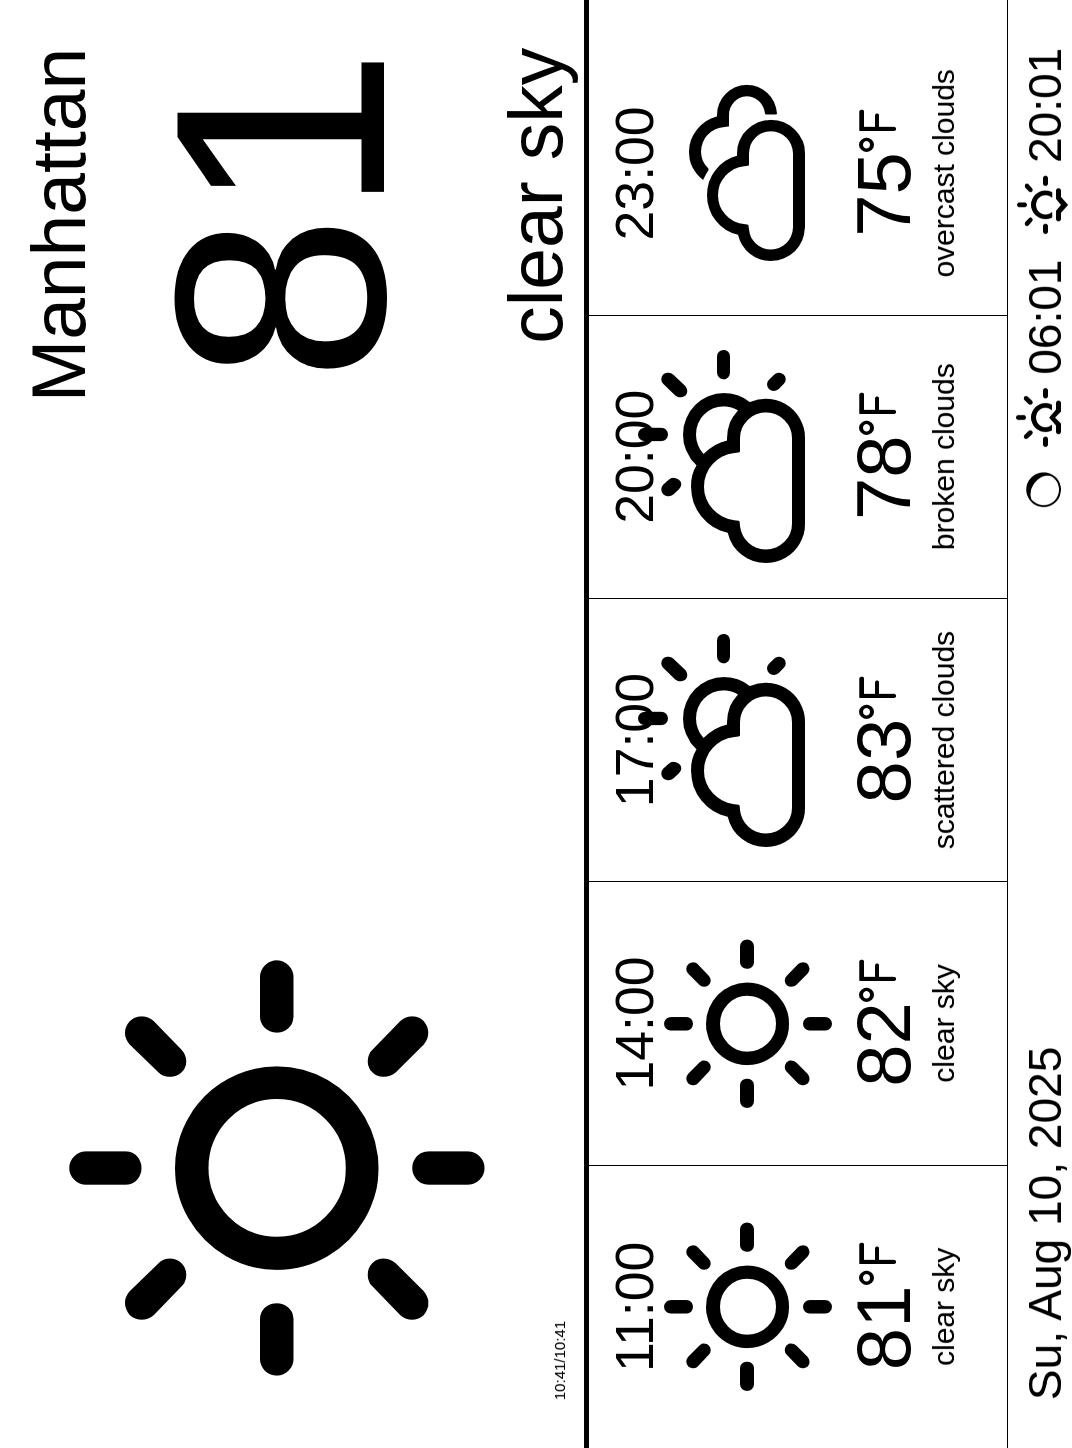 Manhattan
81
clear sky
10:41/10:41
11:00
81°F
clear sky
14:00
82°F
clear sky
17:00
83°F
scattered clouds
20:00
78°F
broken clouds
23:00
75°F
overcast clouds
Su, Aug 10, 2025
06:01
20:01